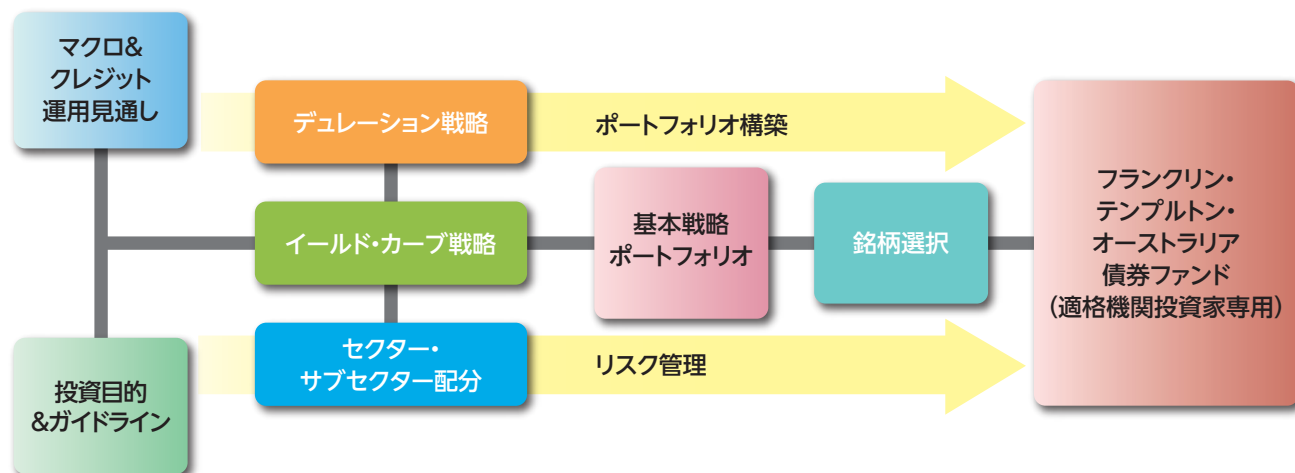 マクロ&
クレジット
運用見通し
デュレーション戦略
ポートフォリオ構築
イールド・カーブ戦略
基本戦略
ポートフォリオ
銘柄選択
フランクリン・
テンプルトン・
オーストラリア
債券ファンド
(適格機関投資家専用)
投資目的
&ガイドライン
セクター・
サブセクター配分
リスク管理